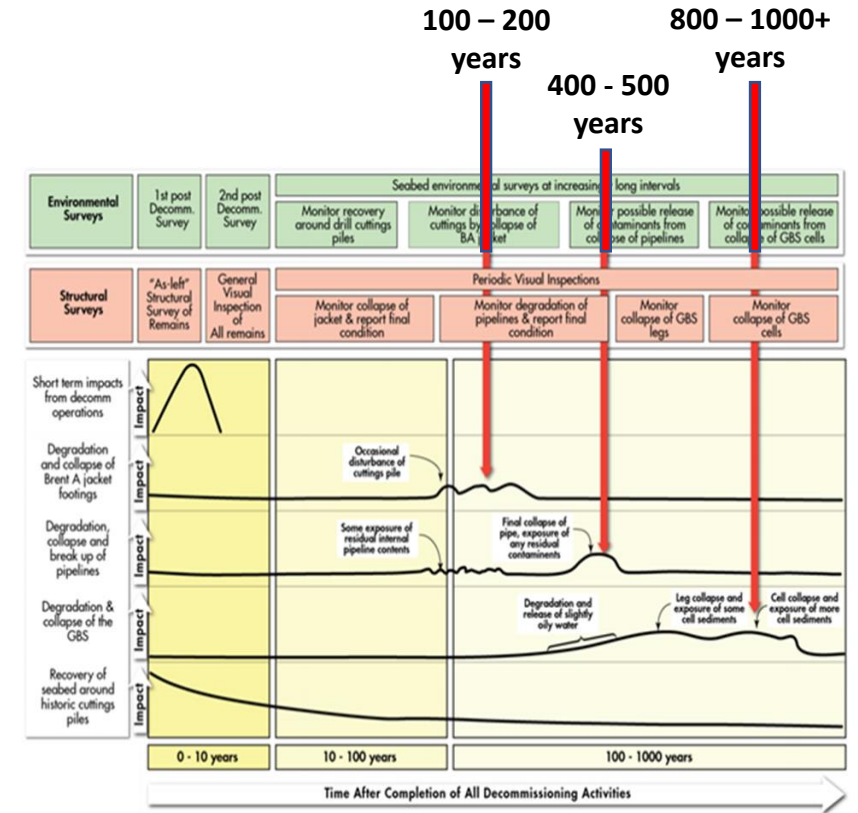 100 – 200
years
800 – 1000+
years
400 - 500
years
Environmental
Surveys
1st post
Decomm.
Survey
2nd post
Decomm.
Survey
Seabed environmental surveys at increasingly long intervals
Monitor recovery
around drill cuttings
piles
Monitor disturbance of
cuttings by collapse of
BA jacket
Monitor possible release
of contaminants from
collapse of pipelines
Monitor possible release
of contaminants from
collapse of GBS cells
Structural
Surveys
"As-left"
Structural
Survey of
Remains
General
Visual
Inspection
of
All remains
Periodic Visual Inspections
Monitor collapse of
jacket & report final
condition
Monitor degradation of
pipelines & report final
condition
Monitor
collapse of GBS
legs
Monitor
collapse of GBS
cells
Short term impacts
from decomm
operations
Impact
Degradation
and collapse of
Brent A jacket
footings
Impact
Occasional
disturbance of
cuttings pile
Degradation,
collapse and
break up of
pipelines
Impact
Some exposure of
residual internal
pipeline contents
Final collapse of
pipe, exposure of
any residual
contaminents
Degradation &
collapse of the
GBS
Impact
Degradation and
release of slightly
oily water
Leg collapse and
exposure of some
cell sediments
Cell collapse and
exposure of more
cell sediments
Recovery of
seabed around
historic cuttings
piles
Impact
0 - 10 years
10 - 100 years
100 - 1000 years
Time After Completion of All Decommissioning Activities